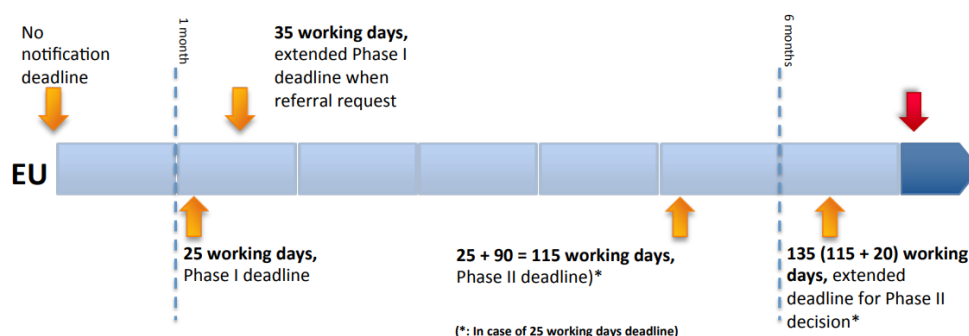 No
notification
deadline
1 month
35 working days,
extended Phase I
deadline when
referral request
6 months
EU
25 working days,
Phase I deadline
25 + 90 = 115 working days,
Phase II deadline)*
135 (115 + 20) working
days, extended
deadline for Phase II
decision*
(*: In case of 25 working days deadline)